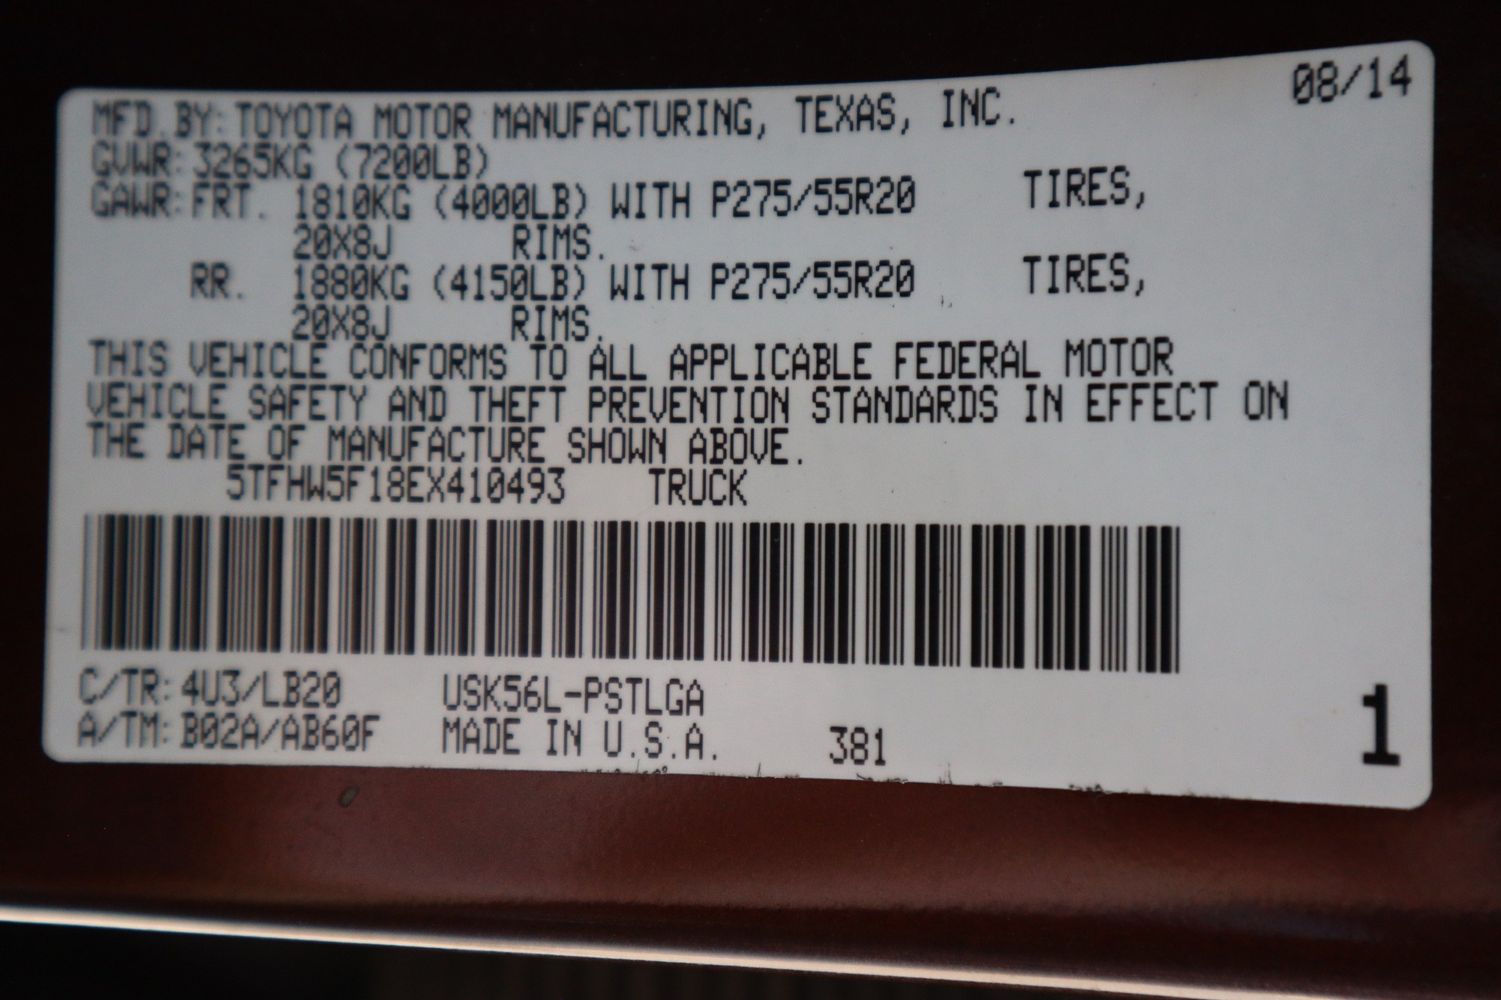 08/14
MFD.BY: TOYOTA MOTOR MANUFACTURING, TEXAS, INC.
GVWR: 3265KG (7200LB)
GAWR: FRT. 1810KG (4000LB) WITH P275/55R20 TIRES,
20X8J RIMS.
RR. 1880KG (4150LB) WITH P275/55R20 TIRES,
20X8J RIMS.
THIS VEHICLE CONFORMS TO ALL APPLICABLE FEDERAL MOTOR
VEHICLE SAFETY AND THEFT PREVENTION STANDARDS IN EFFECT ON
THE DATE OF MANUFACTURE SHOWN ABOVE.
5TFHW5F18EX410493 TRUCK
C/TR: 4U3/LB20 USK56L-PSTLGA
A/TM: B02A/AB60F MADE IN U.S.A. 381
1